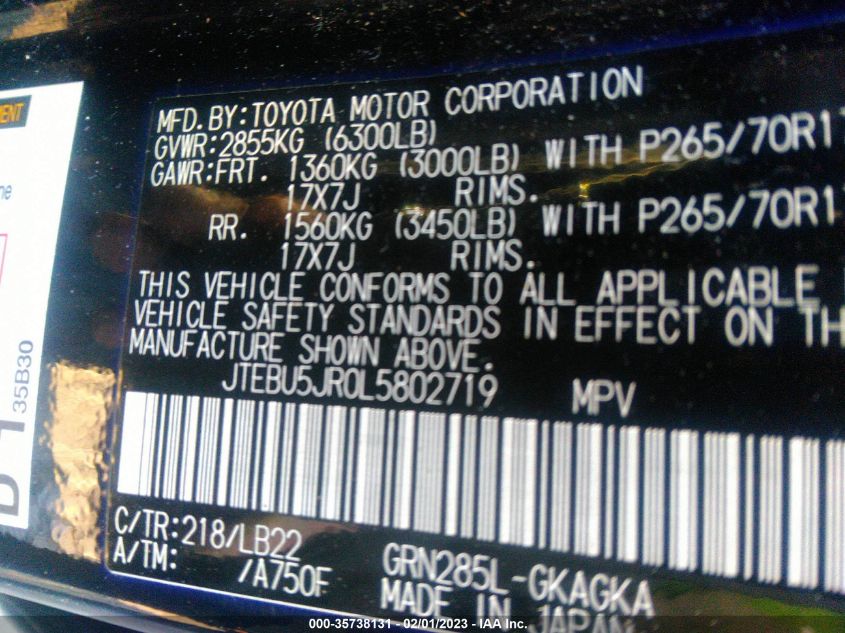 MFD.BY:TOYOTA MOTOR CORPORATION
GVWR:2855KG (6300LB)
GAWR:FRT. 1360KG (3000LB) WITH P265/70R17
17X7J RIMS.
RR. 1560KG (3450LB) WITH P265/70R1
17X7J RIMS.
THIS VEHICLE CONFORMS TO ALL APPLICABLE
VEHICLE SAFETY STANDARDS IN EFFECT ON TH
MANUFACTURE SHOWN ABOVE.
JTEBU5JR0L5802719 MPV
C/TR:218/LB22
A/TM: /A750F
GRN285L-GKAGKA
MADE IN JAPAN
35B30
000-35738131 - 02/01/2023 - IAA Inc.